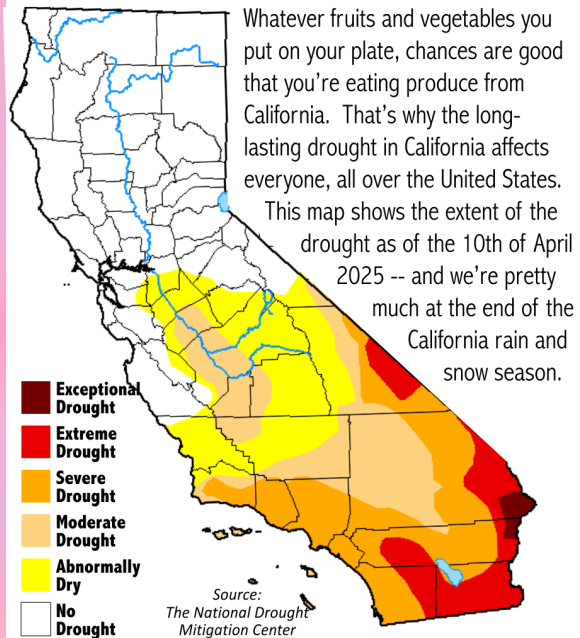 Whatever fruits and vegetables you
put on your plate, chances are good
that you're eating produce from
California.  That's why the long-
lasting drought in California affects
everyone, all over the United States.
This map shows the extent of the
drought as of the 10th of April
2025 -- and we're pretty
much at the end of the
California rain and
snow season.
Exceptional
Drought
Extreme
Drought
Severe
Drought
Moderate
Drought
Abnormally
Dry
No
Drought
Source:
The National Drought
Mitigation Center